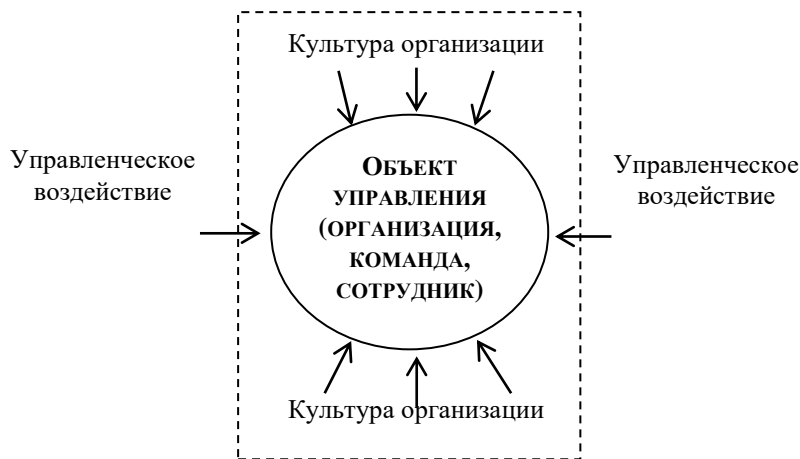 Культура организации
Управленческое
воздействие
ОБЪЕКТ
УПРАВЛЕНИЯ
(ОРГАНИЗАЦИЯ,
КОМАНДА,
СОТРУДНИК)
Управленческое
воздействие
Культура организации